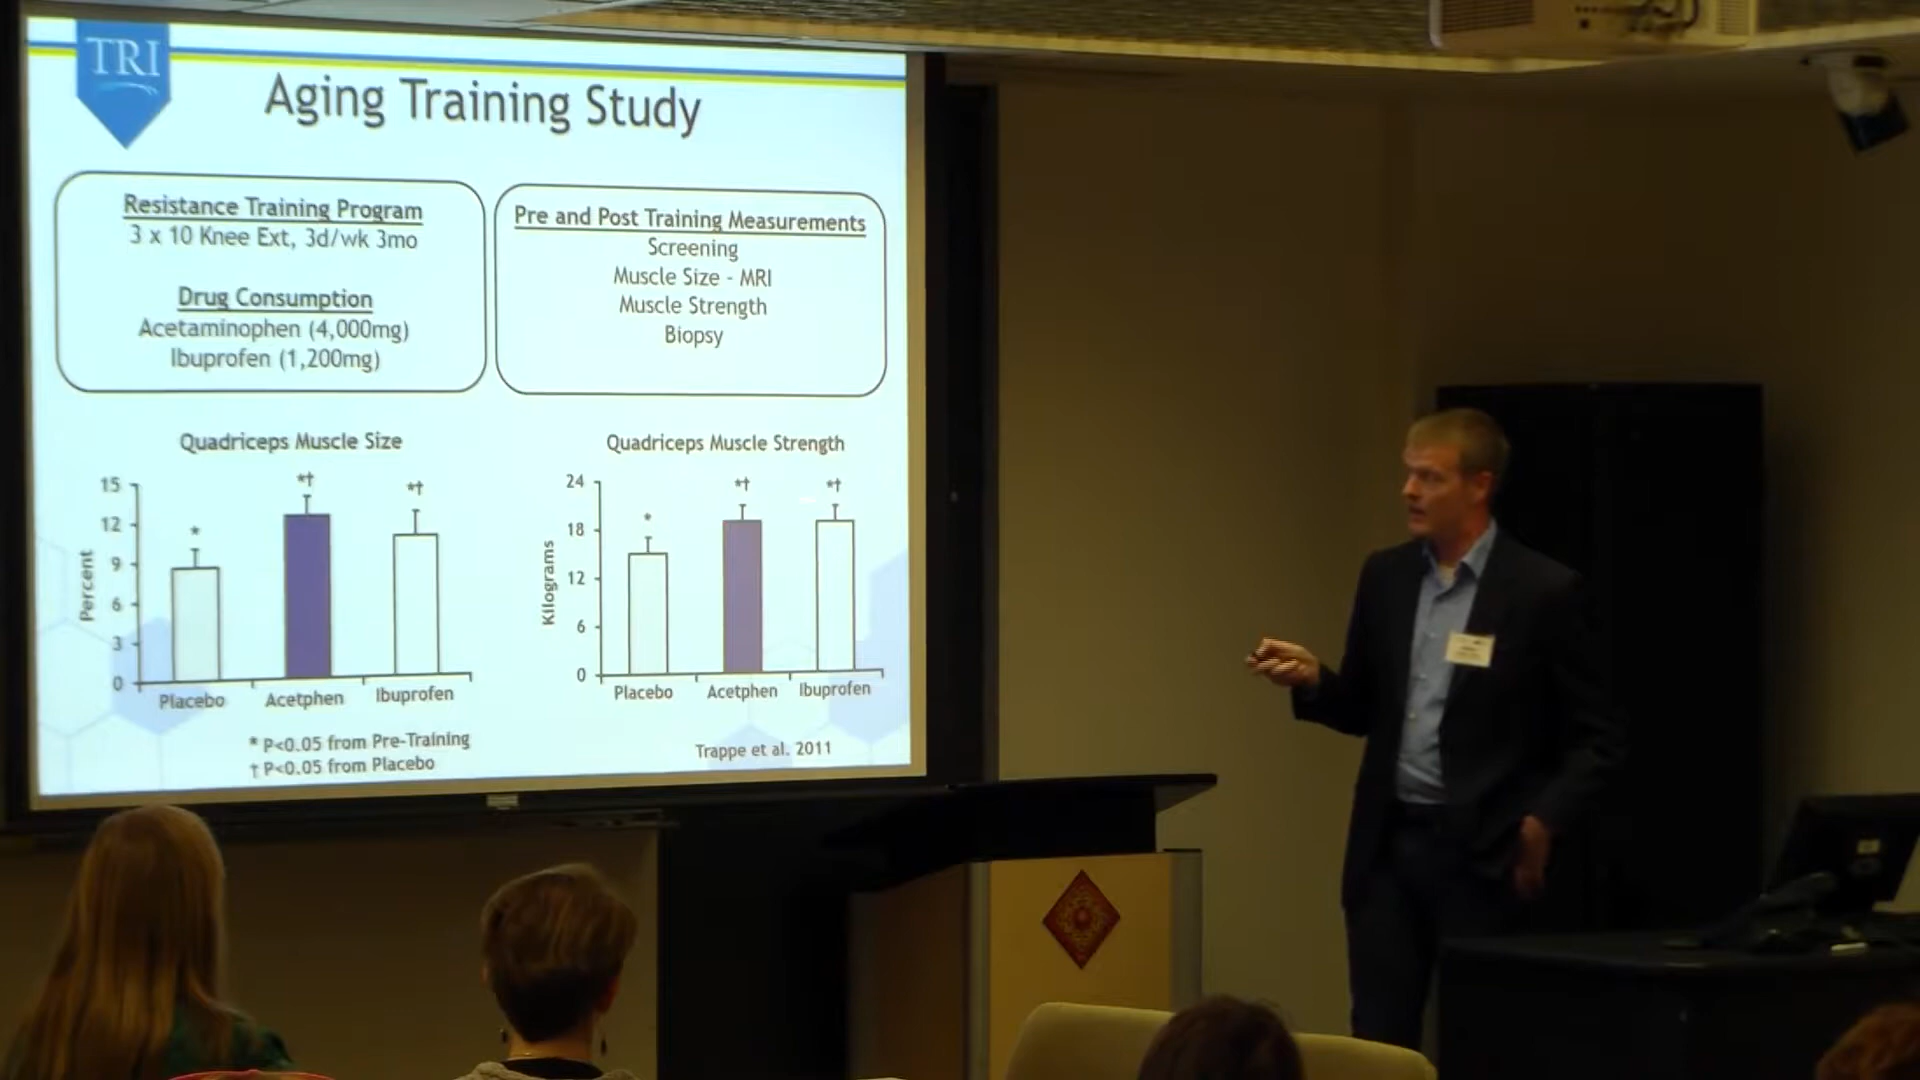 TRI
Aging Training Study
Resistance Training Program
3 x 10 Knee Ext, 3d/wk 3mo
Drug Consumption
Acetaminophen (4,000mg)
Ibuprofen (1,200mg)
Pre and Post Training Measurements
Screening
Muscle Size - MRI
Muscle Strength
Biopsy
Quadriceps Muscle Size
15
12
9
6
3
0
Percent
*
*†
*†
Placebo
Acetphen
Ibuprofen
* P<0.05 from Pre-Training
† P<0.05 from Placebo
Quadriceps Muscle Strength
24
18
12
6
0
Kilograms
*
*†
*†
Placebo
Acetphen
Ibuprofen
Trappe et al. 2011